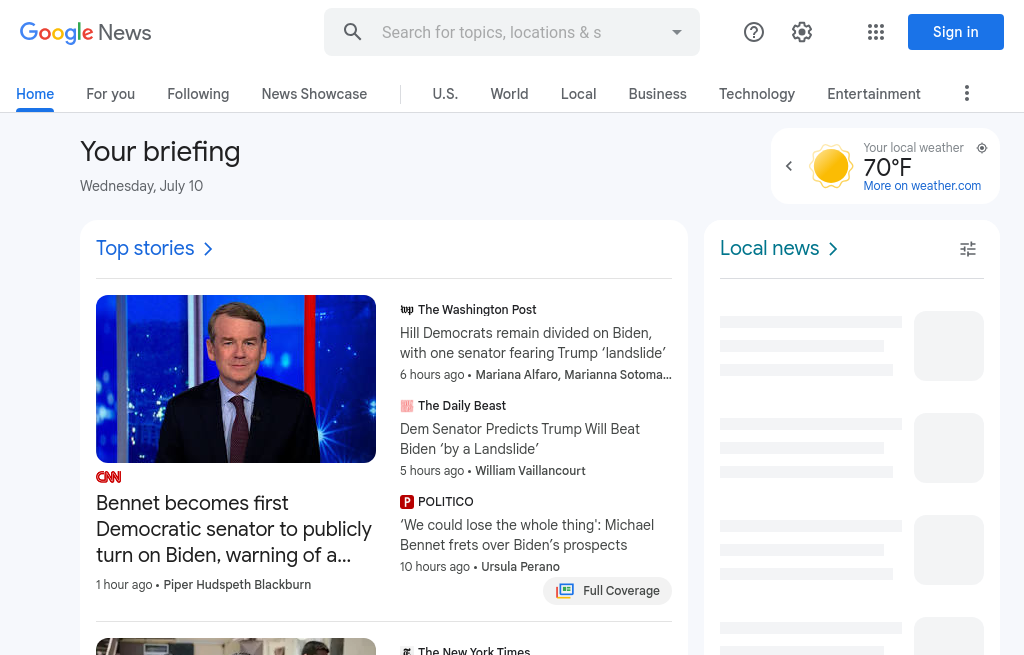 Google News
Search for topics, locations & s
Sign in
Home For you Following News Showcase U.S. World Local Business Technology Entertainment
Your briefing
Wednesday, July 10
Your local weather
70°F
More on weather.com
Top stories
CNN
Bennet becomes first
Democratic senator to publicly
turn on Biden, warning of a...
1 hour ago • Piper Hudspeth Blackburn
wp The Washington Post
Hill Democrats remain divided on Biden,
with one senator fearing Trump ‘landslide’
6 hours ago • Mariana Alfaro, Marianna Sotoma...
The Daily Beast
Dem Senator Predicts Trump Will Beat
Biden ‘by a Landslide’
5 hours ago • William Vaillancourt
P POLITICO
‘We could lose the whole thing': Michael
Bennet frets over Biden’s prospects
10 hours ago • Ursula Perano
Full Coverage
The New York Times
Local news